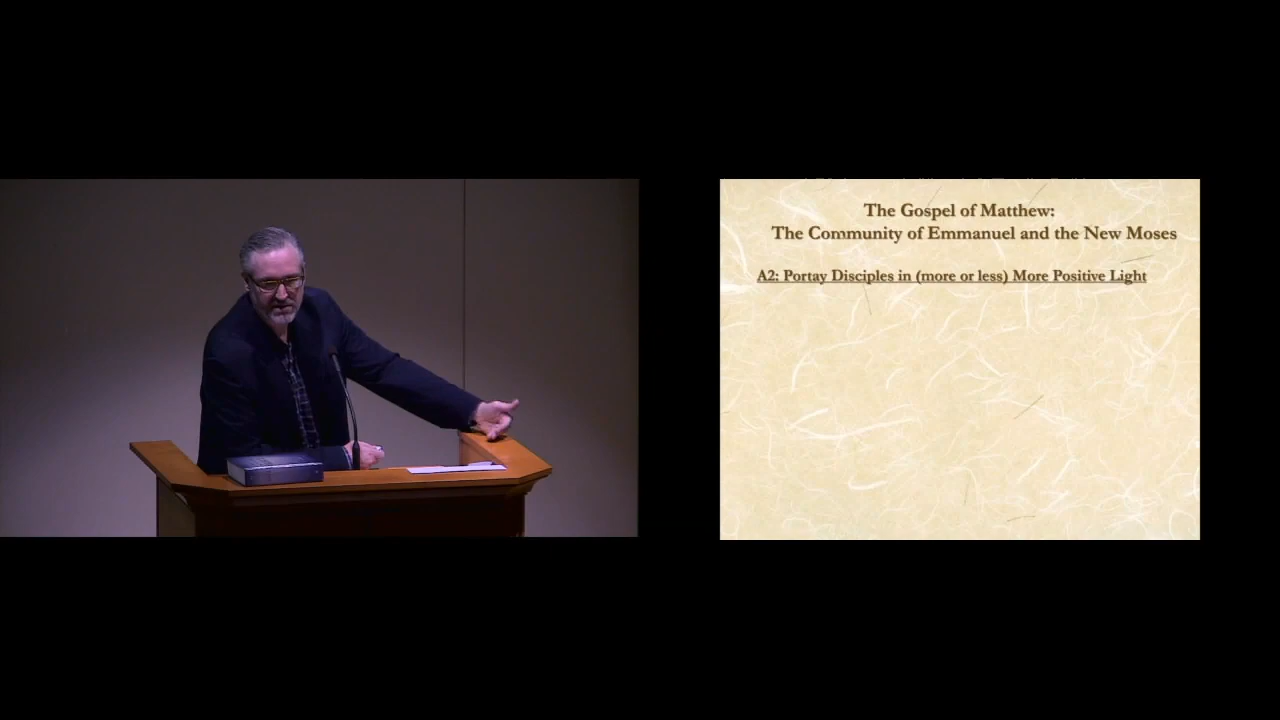 The Gospel of Matthew:
The Community of Emmanuel and the New Moses
A2: Portay Disciples in (more or less) More Positive Light